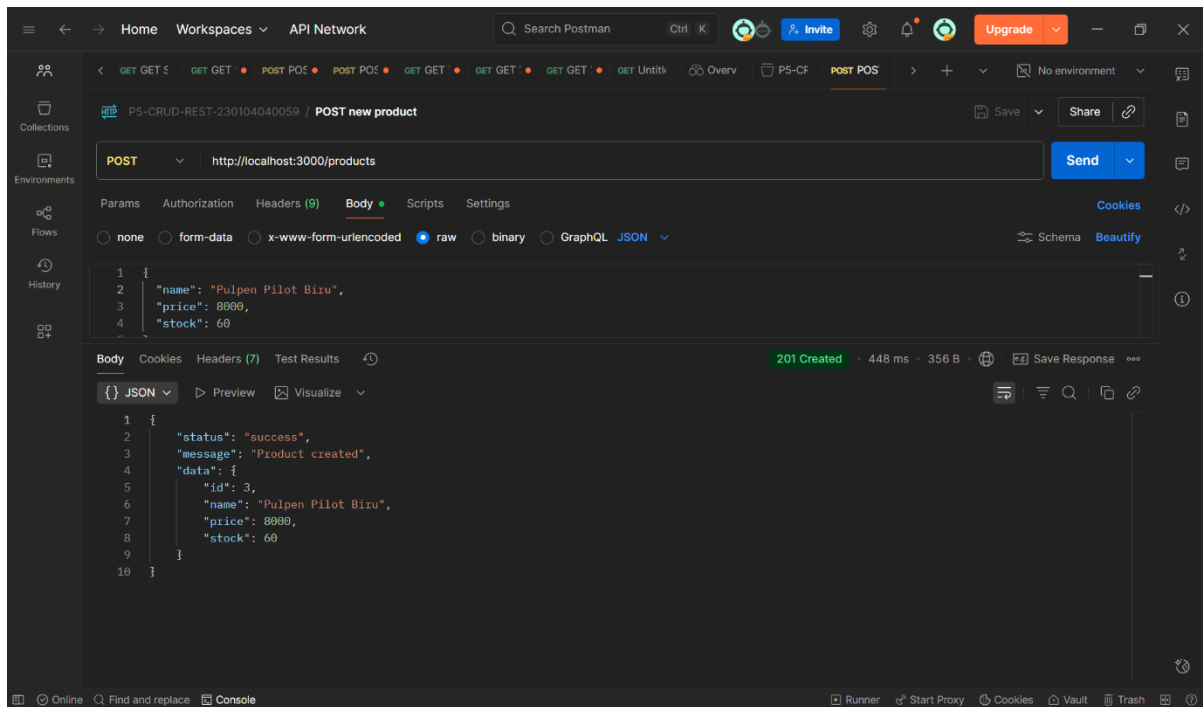 Home Workspaces API Network Search Postman Ctrl K Invite Upgrade
GET GET S GET GET POST POS POST POS GET GET GET GET GET GET GET Untitl Overv P5-CF POST POS No environment
HTTP P5-CRUD-REST-230104040059 / POST new product Save Share
Collections
POST http://localhost:3000/products Send
Environments
Params Authorization Headers (9) Body Scripts Settings Cookies
Flows
none form-data x-www-form-urlencoded raw binary GraphQL JSON Schema Beautify
History
1 {
2 "name": "Pulpen Pilot Biru",
3 "price": 8000,
4 "stock": 60
Body Cookies Headers (7) Test Results 201 Created 448 ms 356 B e.g. Save Response
{} JSON Preview Visualize
1 {
2 "status": "success",
3 "message": "Product created",
4 "data": {
5 "id": 3,
6 "name": "Pulpen Pilot Biru",
7 "price": 8000,
8 "stock": 60
9 }
10 }
Online Find and replace Console Runner Start Proxy Cookies Vault Trash